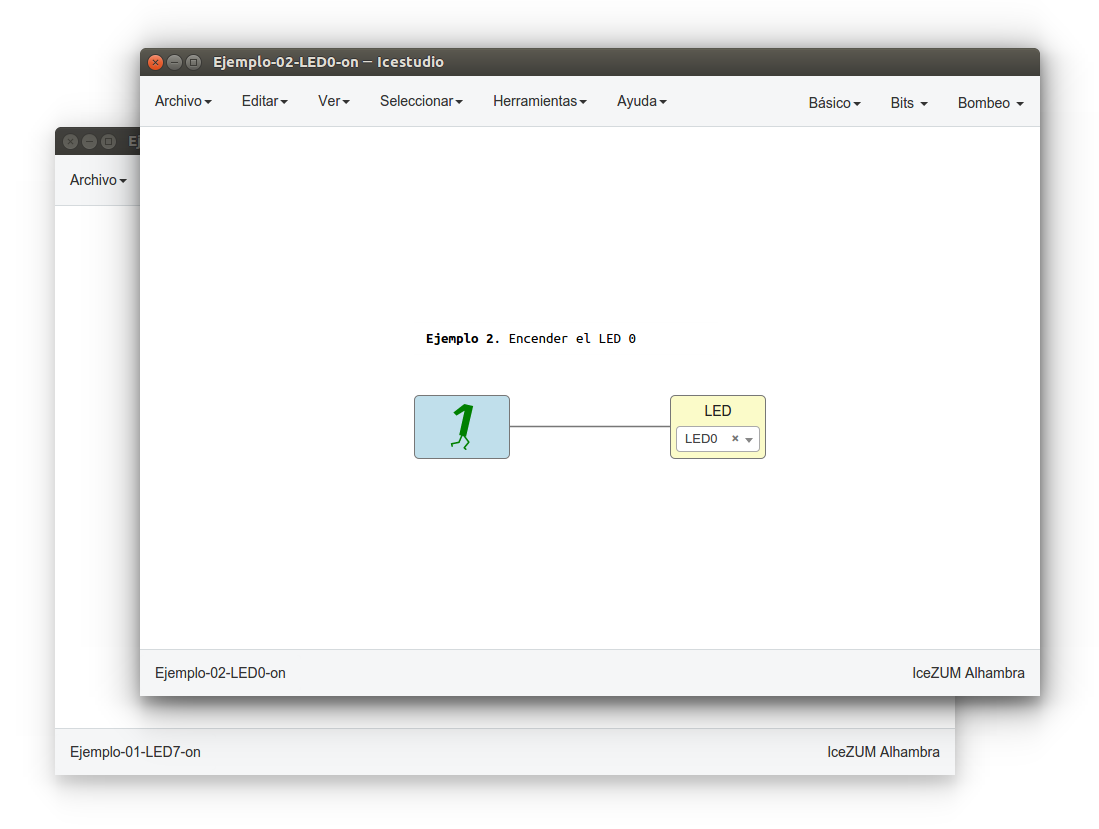 Ejemplo-02-LED0-on — Icestudio
Archivo Editar Ver Seleccionar Herramientas Ayuda Básico Bits Bombeo
Ej
Archivo
Ejemplo 2. Encender el LED 0
1
LED
LED0
Ejemplo-02-LED0-on IceZUM Alhambra
Ejemplo-01-LED7-on IceZUM Alhambra